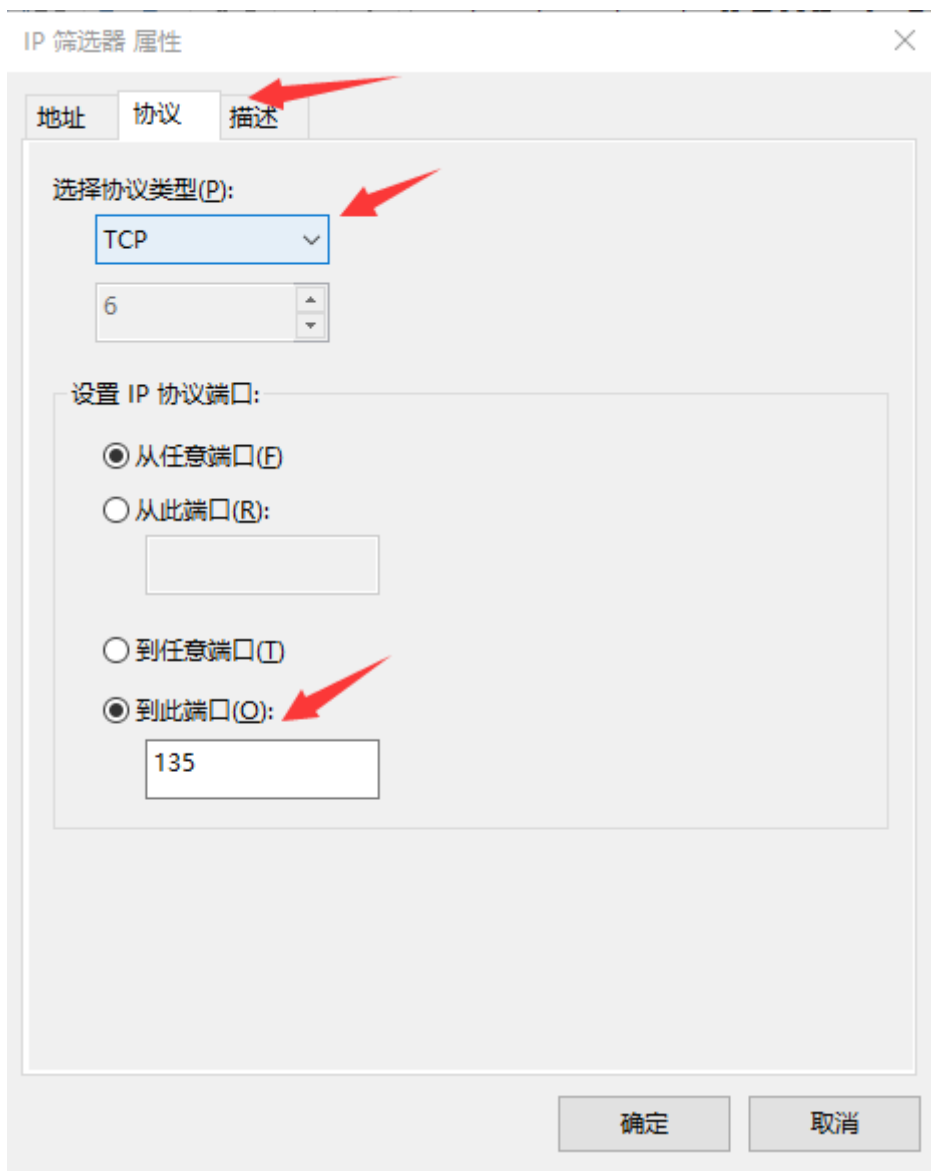 IP 筛选器 属性
地址 协议 描述
选择协议类型(P):
TCP
6
设置 IP 协议端口:
从任意端口(F)
从此端口(R):
到任意端口(T)
到此端口(O):
135
确定 取消